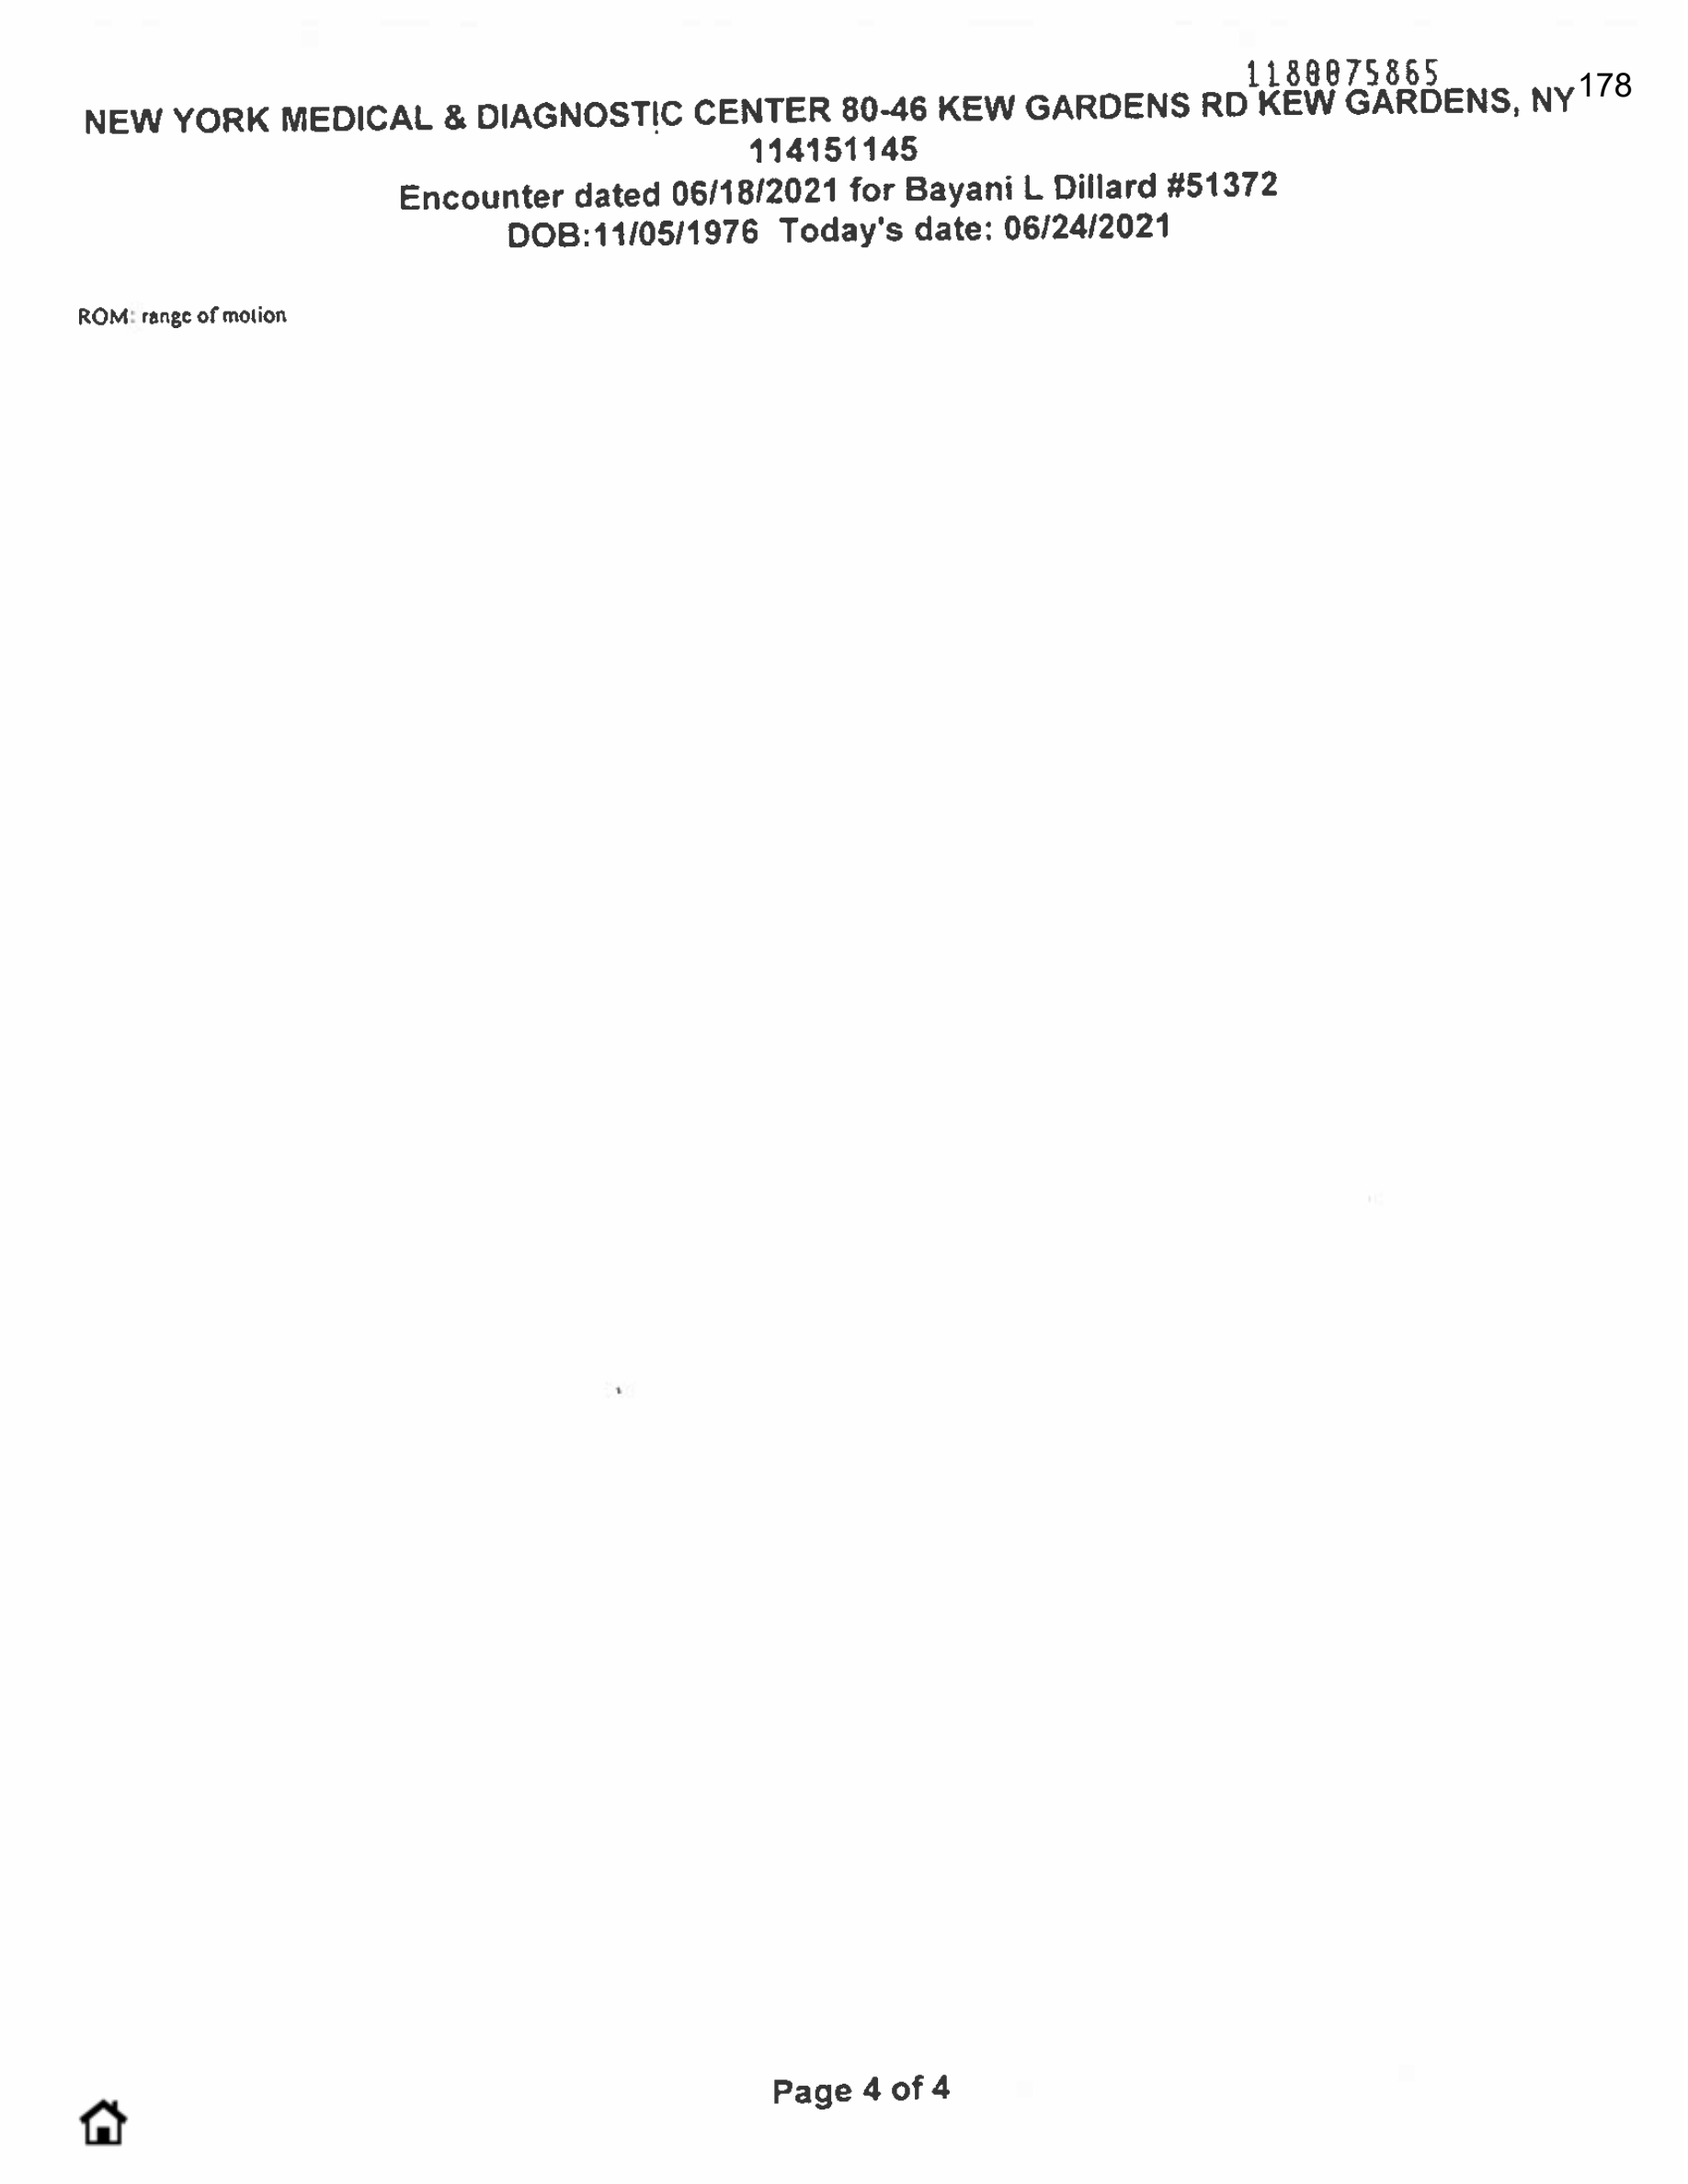 1180075865
178
NEW YORK MEDICAL & DIAGNOSTIC CENTER 80-46 KEW GARDENS RD KEW GARDENS, NY
114151145
Encounter dated 06/18/2021 for Bayani L Dillard #51372
DOB:11/05/1976 Today's date: 06/24/2021
ROM: range of motion
Page 4 of 4